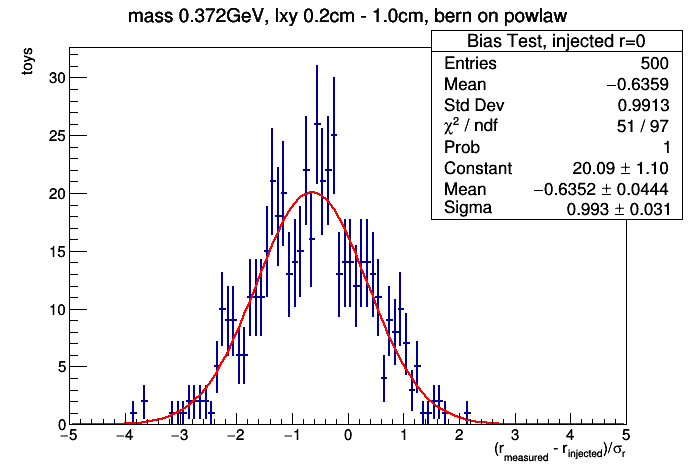 mass 0.372GeV, lxy 0.2cm - 1.0cm, bern on powlaw
toys
Bias Test, injected r=0
Entries 500
Mean −0.6359
Std Dev 0.9913
χ² / ndf 51 / 97
Prob 1
Constant 20.09 ± 1.10
Mean −0.6352 ± 0.0444
Sigma 0.993 ± 0.031
30
25
20
15
10
5
0
−5 −4 −3 −2 −1 0 1 2 3 4 5
(r_measured - r_injected)/σ_r